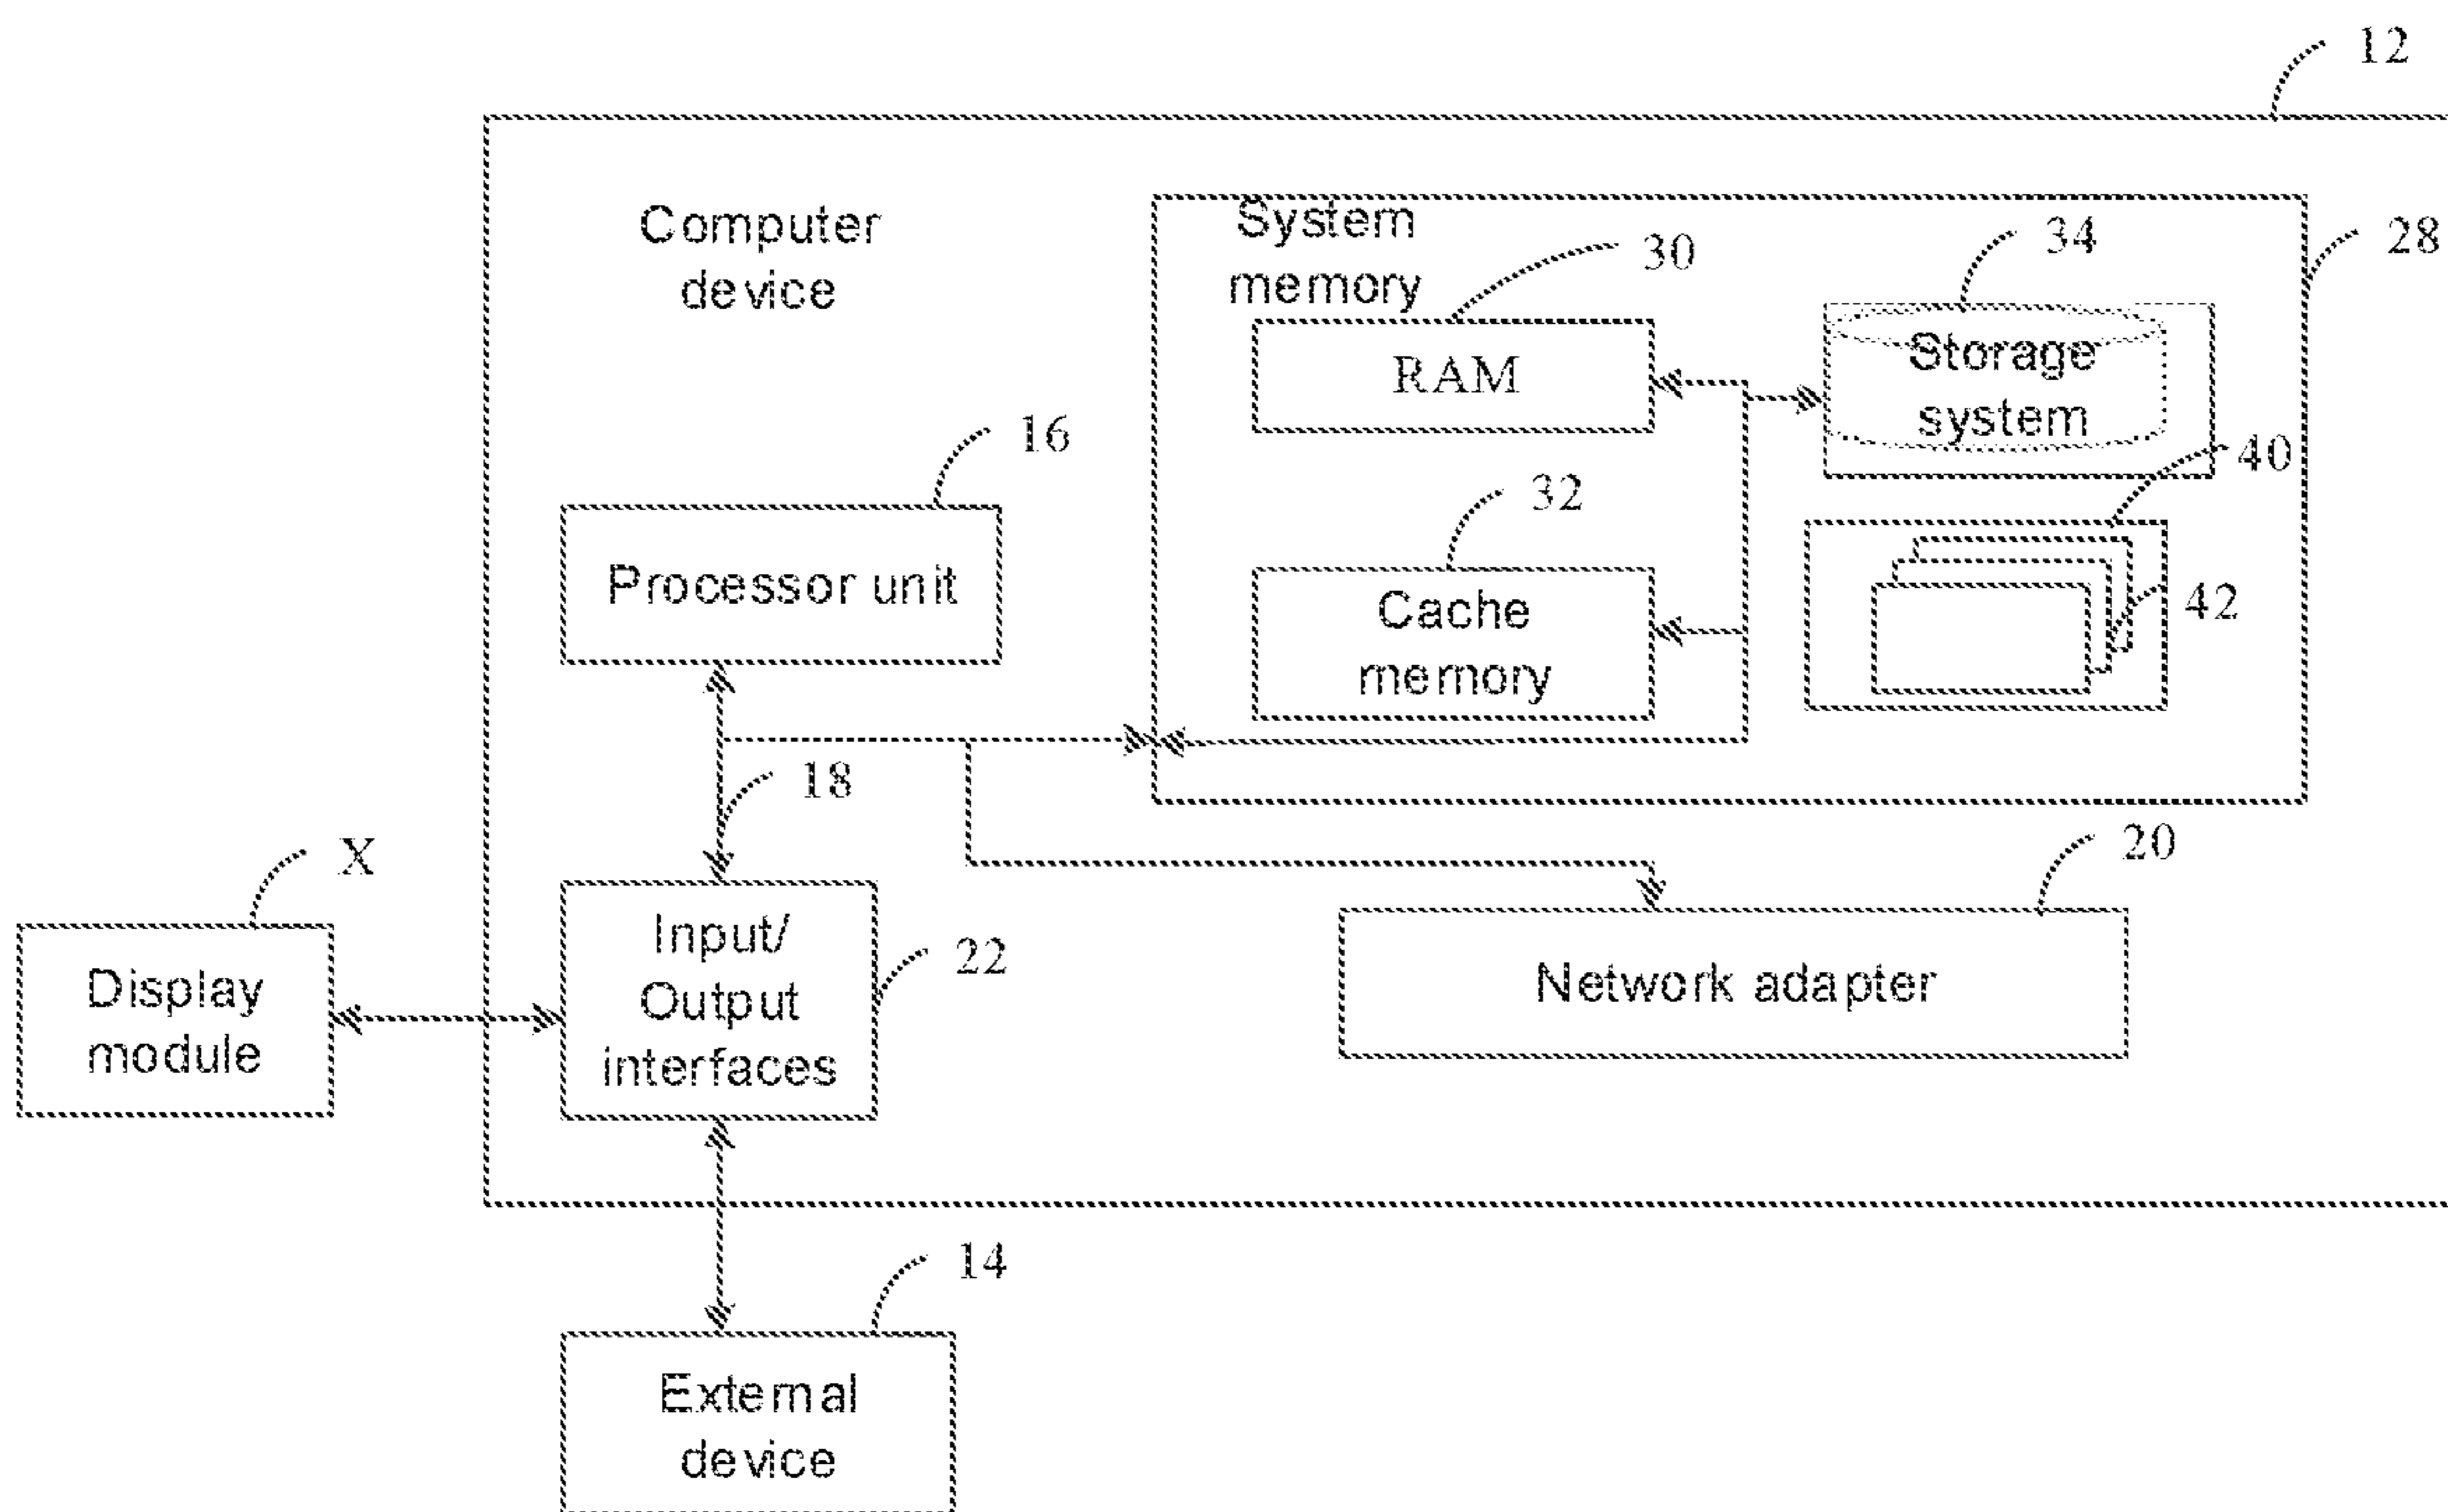 12
Computer
device
System
memory
30
34
28
RAM
Storage
system
16
40
32
Processor unit
Cache
memory
42
18
X
20
Display
module
Input/
Output
interfaces
22
Network adapter
14
External
device